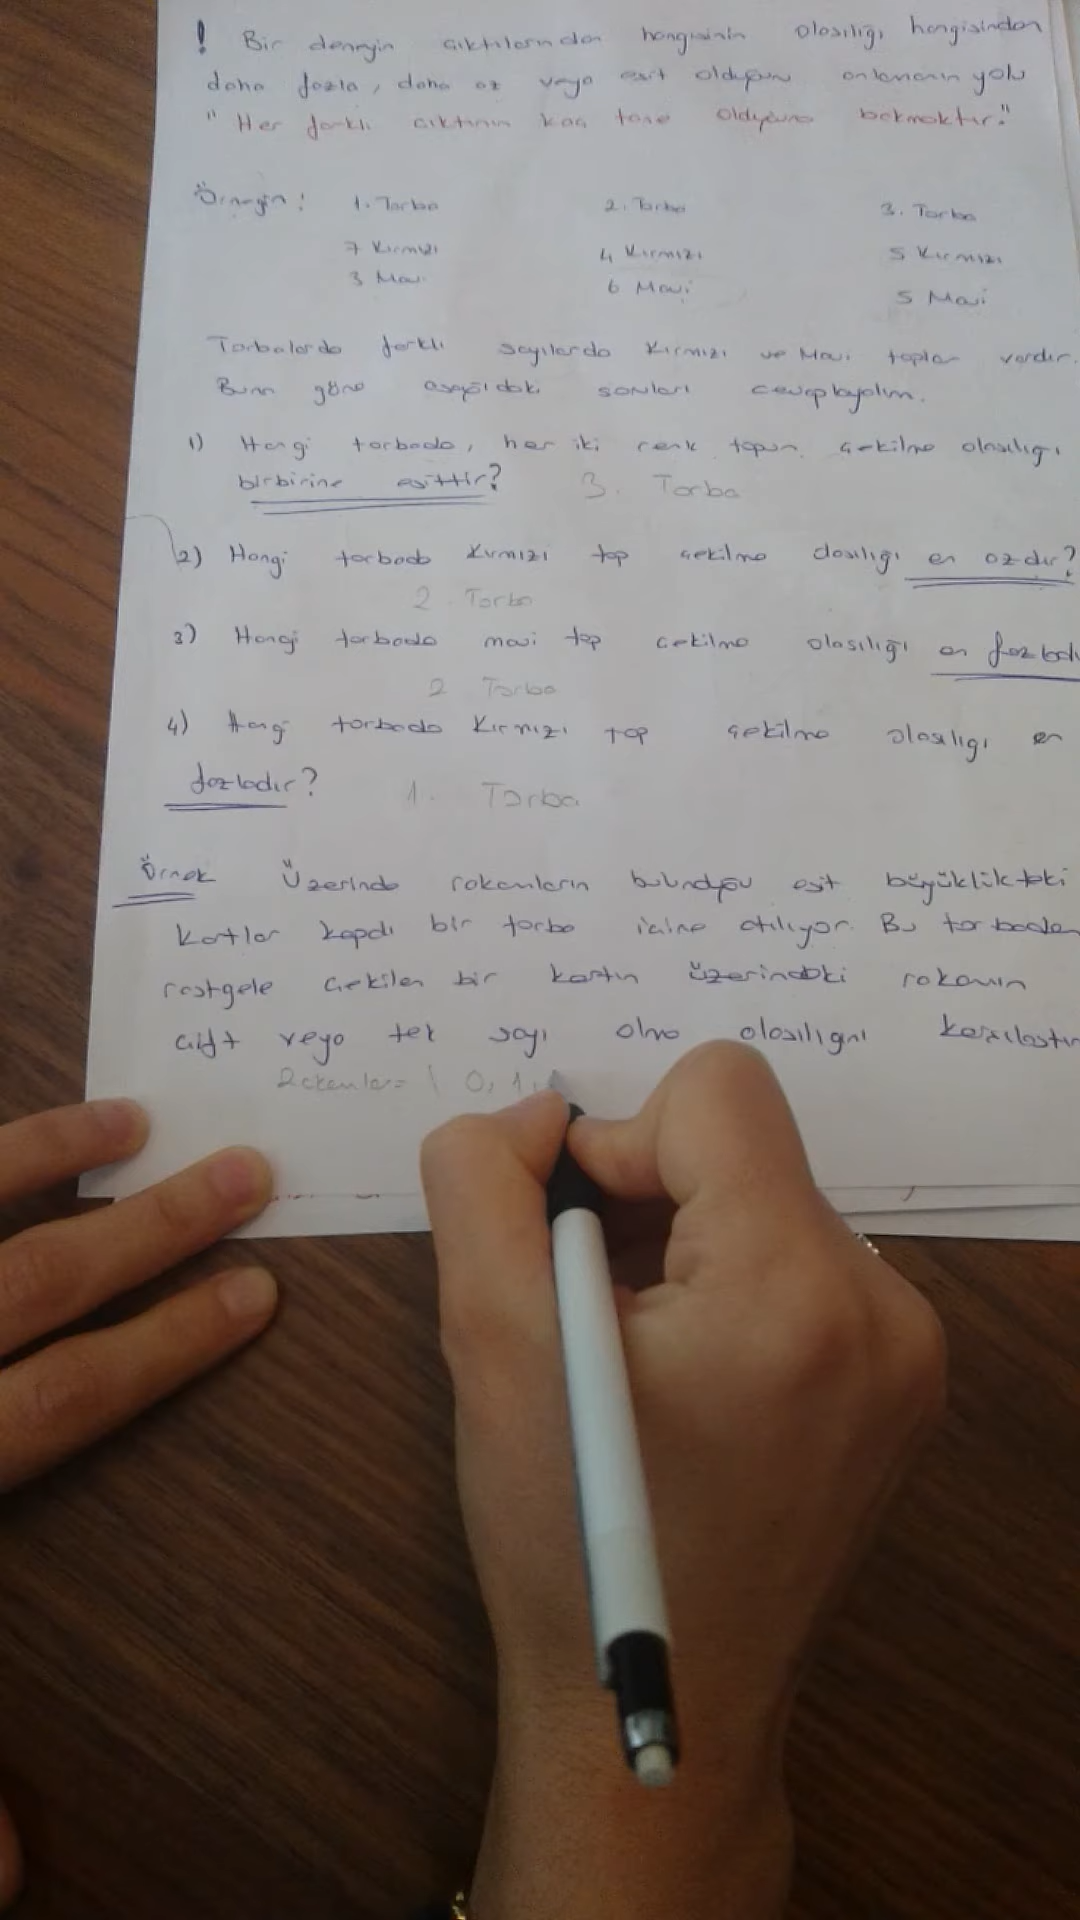 ! Bir deneyin çıktılarından hangisinin olasılığı hangisinden
daha fazla, daha az veya eşit olduğunu anlamanın yolu
"Her farklı çıktının kaç tane olduğuna bakmaktır."
Örneğin: 1. Torba 2. Torba 3. Torba
7 Kırmızı 4 Kırmızı 5 Kırmızı
3 Mavi 6 Mavi 5 Mavi
Torbalarda farklı sayılarda kırmızı ve Mavi toplar vardır.
Buna göre aşağıdaki soruları cevaplayalım.
1) Hangi torbada, her iki renk topun çekilme olasılığı
birbirine eşittir? 3. Torba
2) Hangi torbada kırmızı top çekilme olasılığı en azdır?
2. Torba
3) Hangi torbada mavi top çekilme olasılığı en fazladı
2 Torba
4) Hangi torbada kırmızı top çekilme olasılığı en
fazladır? 1. Torba
Örnek Üzerinde rakamların bulunduğu eşit büyüklükteki
kartlar kapalı bir torba içine atılıyor. Bu torbadan
rastgele çekilen bir kartın üzerindeki rakamın
çift veya tek sayı olma olasılığını karşılaştır
0, 1,